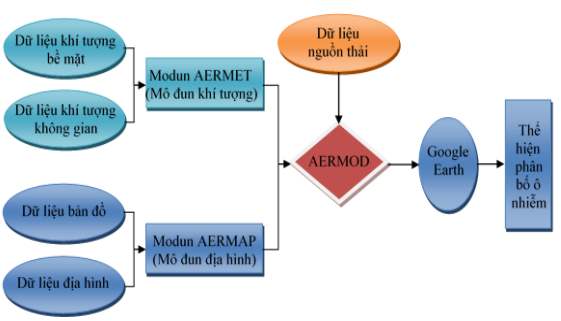 Dữ liệu khí tượng
bề mặt
Dữ liệu
nguồn thải
Modun AERMET
(Mô đun khí tượng)
Dữ liệu khí tượng
không gian
AERMOD
Google
Earth
Thể
hiện
phân
bố ô
nhiễm
Dữ liệu bản đồ
Modun AERMAP
(Mô đun địa hình)
Dữ liệu địa hình